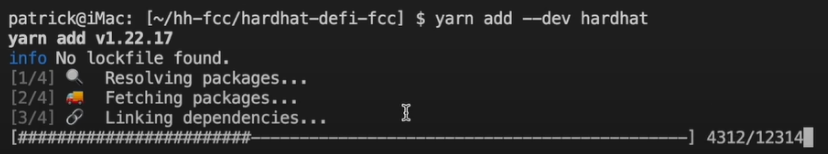 patrick@iMac: [~/hh-fcc/hardhat-defi-fcc] $ yarn add --dev hardhat
yarn add v1.22.17
info No lockfile found.
[1/4] 🔍 Resolving packages...
[2/4] 🚚 Fetching packages...
[3/4] 🔗 Linking dependencies...
[########################---------------------------------------------] 4312/12314